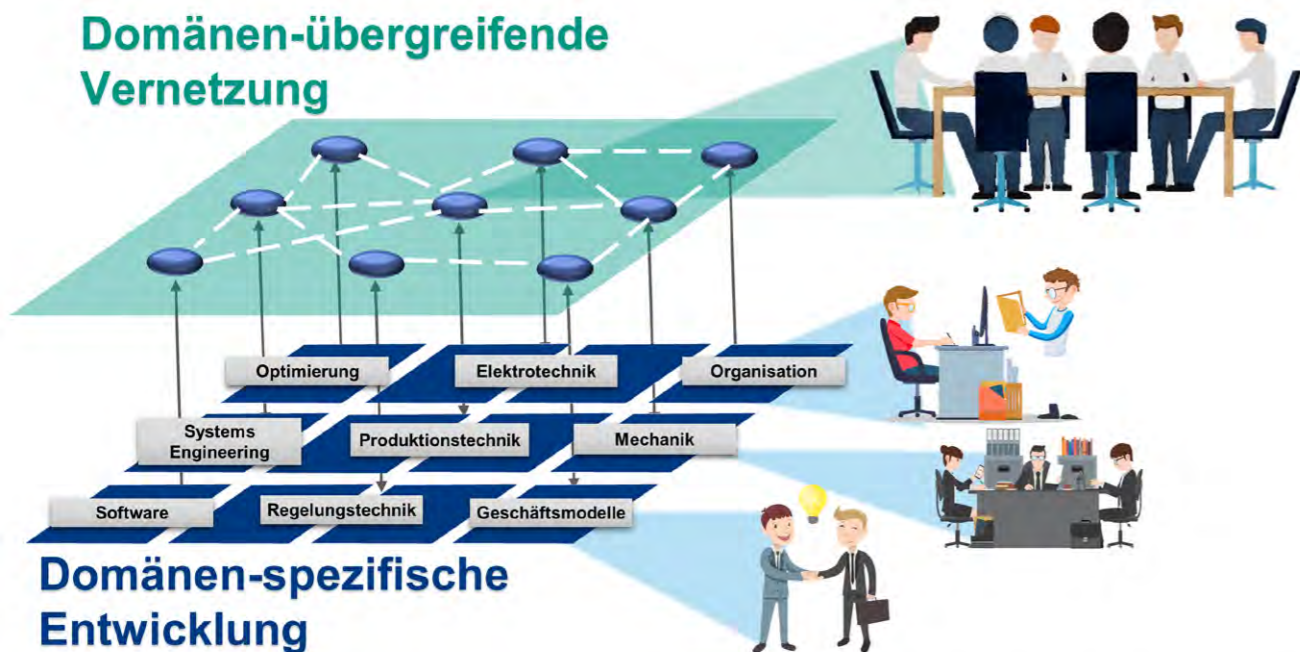 Domänen-übergreifende
Vernetzung
Optimierung
Elektrotechnik
Organisation
Systems
Engineering
Produktionstechnik
Mechanik
Software
Regelungstechnik
Geschäftsmodelle
Domänen-spezifische
Entwicklung